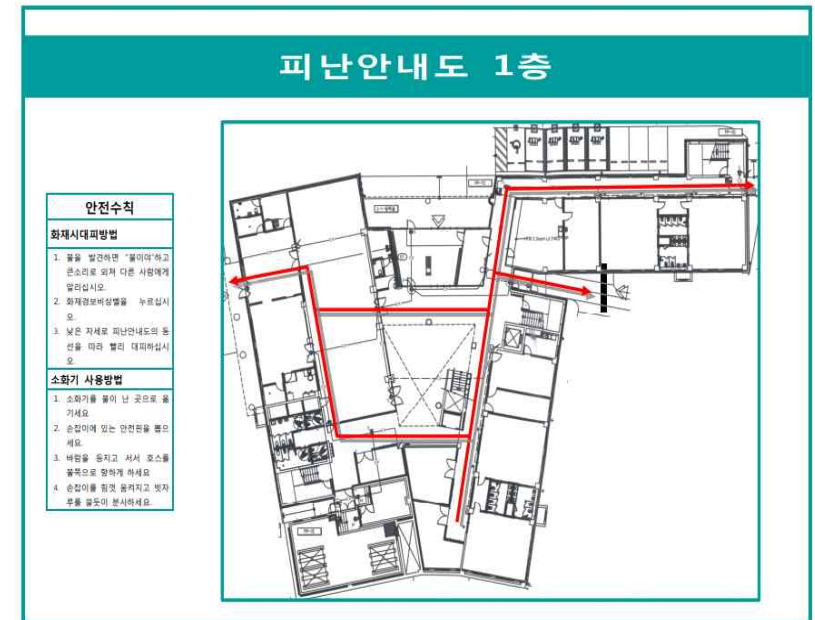 피난안내도 1층
안전수칙
화재시대피방법
1. 불을 발견하면 "불이야"하고
큰소리로 외쳐 다른 사람에게
알리십시오.
2. 화재경보비상벨을 누르십시
오.
3. 낮은 자세로 피난안내도의 동
선을 따라 빨리 대피하십시
오.
소화기 사용방법
1. 소화기를 불이 난 곳으로 옮
기세요
2. 손잡이에 있는 안전핀을 뽑으
세요.
3. 바람을 등지고 서서 호스를
불쪽으로 향하게 하세요
4. 손잡이를 힘껏 움켜지고 빗자
루를 쓸듯이 분사하세요.